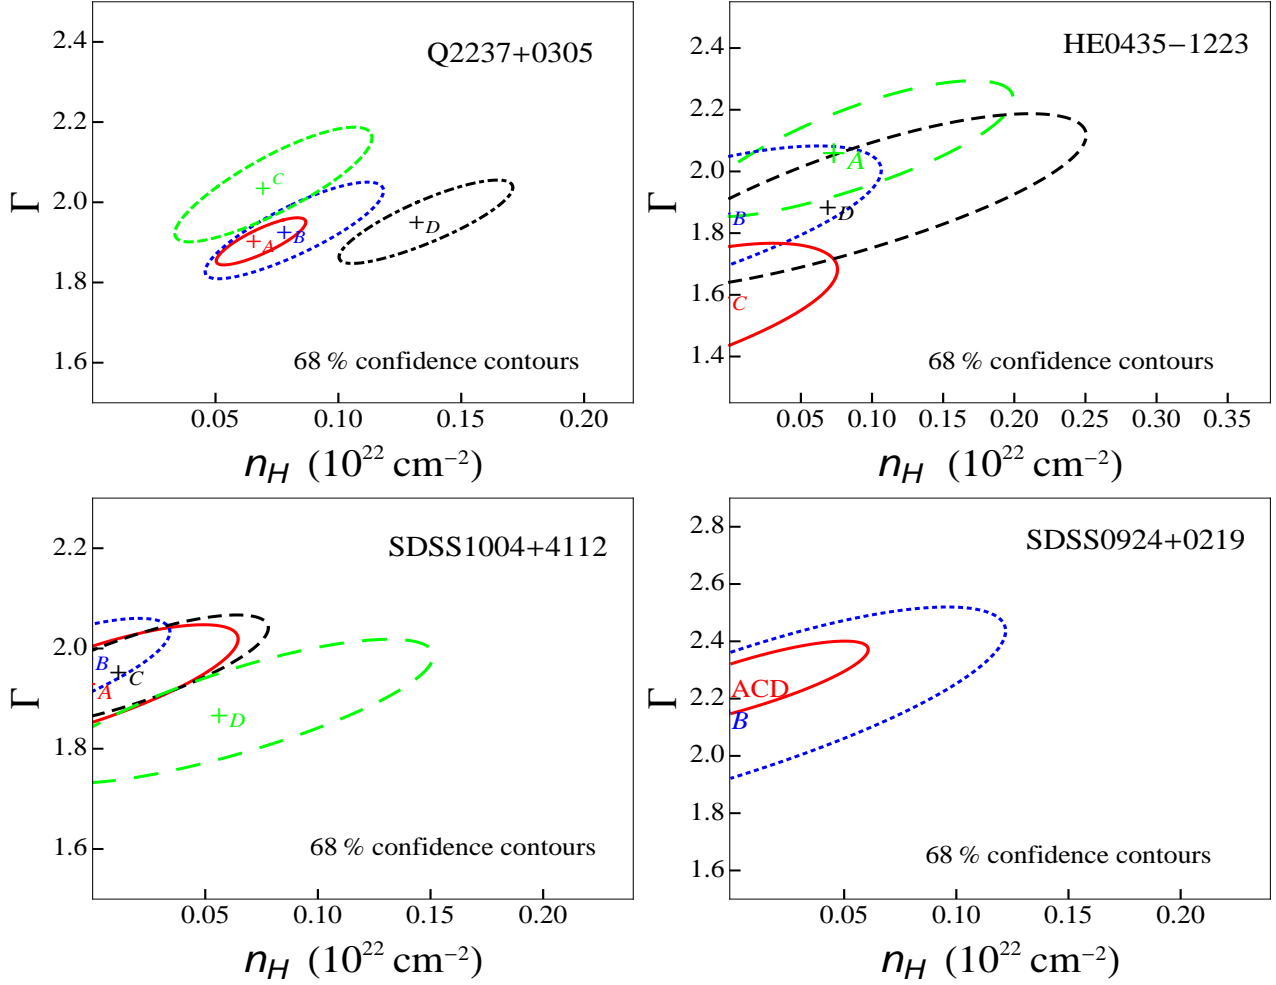 Q2237+0305
2.4
2.2
2.0
1.8
1.6
Γ
C
A
B
D
68 % confidence contours
0.05 0.10 0.15 0.20
n_H (10^22 cm^−2)
HE0435−1223
2.4
2.2
2.0
1.8
1.6
1.4
Γ
A
B
D
C
68 % confidence contours
0.05 0.10 0.15 0.20 0.25 0.30 0.35
n_H (10^22 cm^−2)
SDSS1004+4112
2.2
2.0
1.8
1.6
Γ
B
C
A
D
68 % confidence contours
0.05 0.10 0.15 0.20
n_H (10^22 cm^−2)
SDSS0924+0219
2.8
2.6
2.4
2.2
2.0
1.8
1.6
Γ
ACD
B
68 % confidence contours
0.05 0.10 0.15 0.20
n_H (10^22 cm^−2)